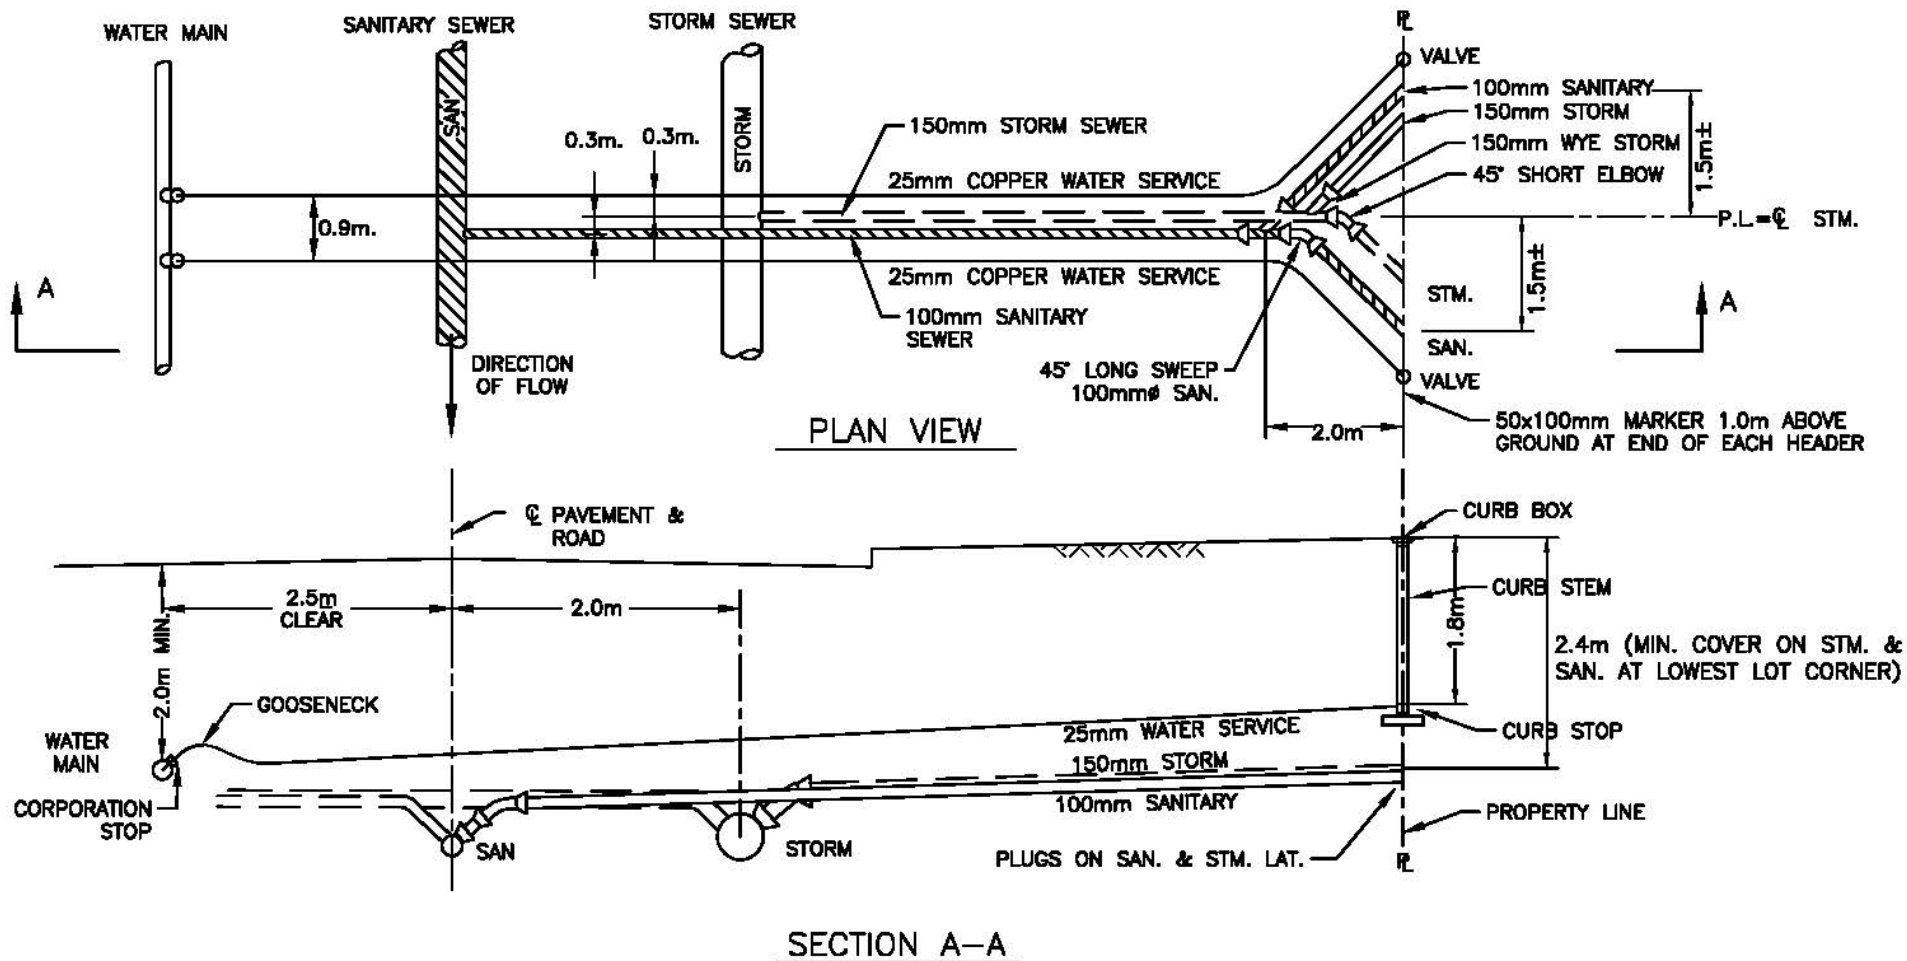 WATER MAIN
SANITARY SEWER
STORM SEWER
℄
VALVE
100mm SANITARY
150mm STORM
150mm WYE STORM
45° SHORT ELBOW
1.5m±
SAN
STORM
0.3m.
0.3m.
150mm STORM SEWER
25mm COPPER WATER SERVICE
0.9m.
P.L.=℄ STM.
25mm COPPER WATER SERVICE
1.5m±
A
A
STM.
100mm SANITARY
SEWER
SAN.
DIRECTION
OF FLOW
45° LONG SWEEP
100mmø SAN.
VALVE
PLAN VIEW
2.0m
50x100mm MARKER 1.0m ABOVE
GROUND AT END OF EACH HEADER
℄ PAVEMENT &
ROAD
CURB BOX
2.5m
CLEAR
2.0m
CURB STEM
1.8m
2.0m MIN.
2.4m (MIN. COVER ON STM. &
SAN. AT LOWEST LOT CORNER)
GOOSENECK
WATER
MAIN
25mm WATER SERVICE
CURB STOP
150mm STORM
100mm SANITARY
CORPORATION
STOP
PROPERTY LINE
SAN
STORM
PLUGS ON SAN. & STM. LAT.
PL
SECTION A-A